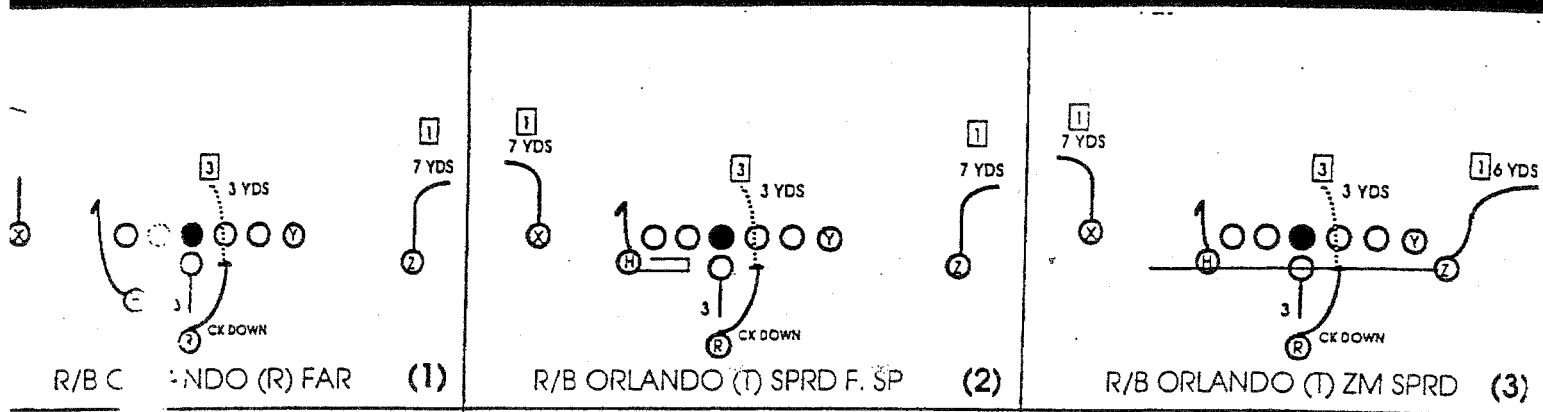 1
7 YDS
3
3 YDS
X
Y
Z
3
CK DOWN
R/B NDO (R) FAR (1)
1
7 YDS
1
7 YDS
3
3 YDS
X
Y
H
Z
3
R
CK DOWN
R/B ORLANDO (T) SPRD F. SP (2)
1
7 YDS
1 6 YDS
3
3 YDS
X
Y
H
Z
3
R
CK DOWN
R/B ORLANDO (T) ZM SPRD (3)